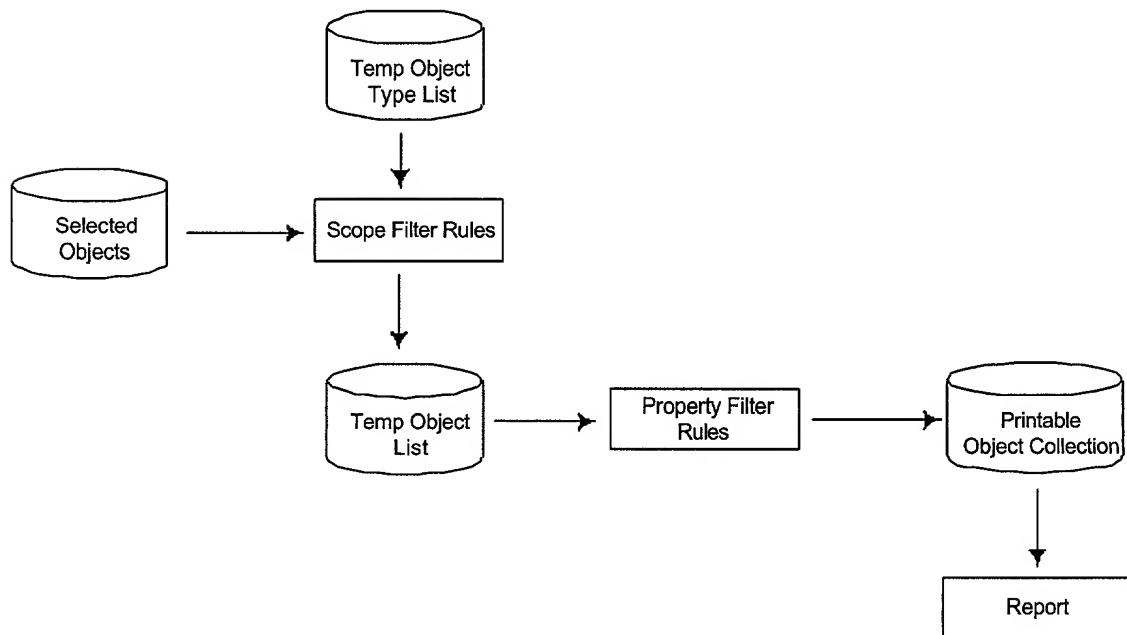 Temp Object
Type List
Selected
Objects
Scope Filter Rules
Temp Object
List
Property Filter
Rules
Printable
Object Collection
Report